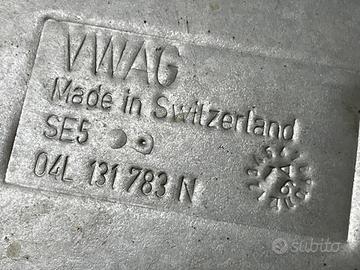 VWAG
Made in Switzerland
SE5
04L 131 783 N
subito